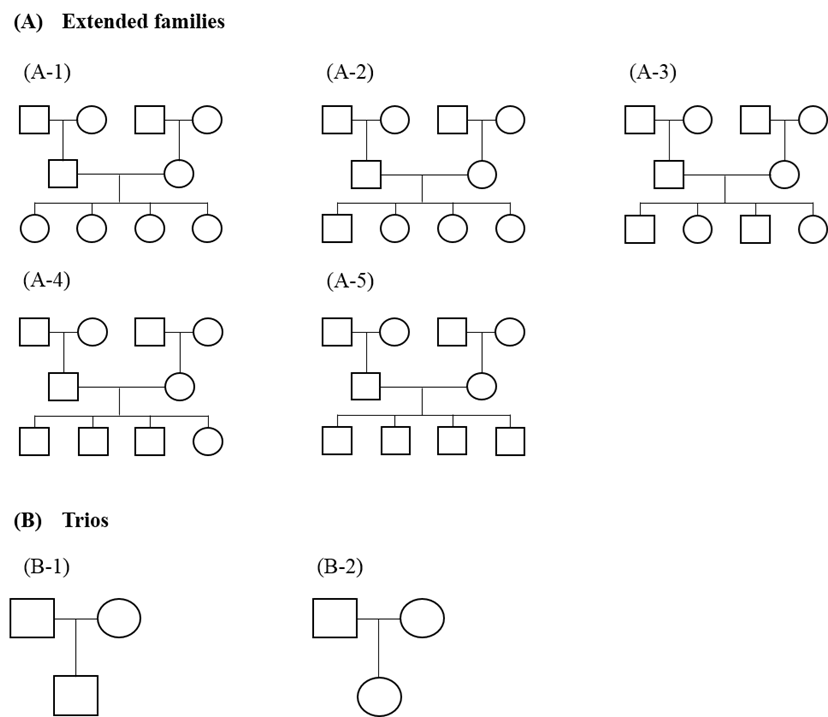 (A) Extended families
(A-1) (A-2) (A-3)
(A-4) (A-5)
(B) Trios
(B-1) (B-2)